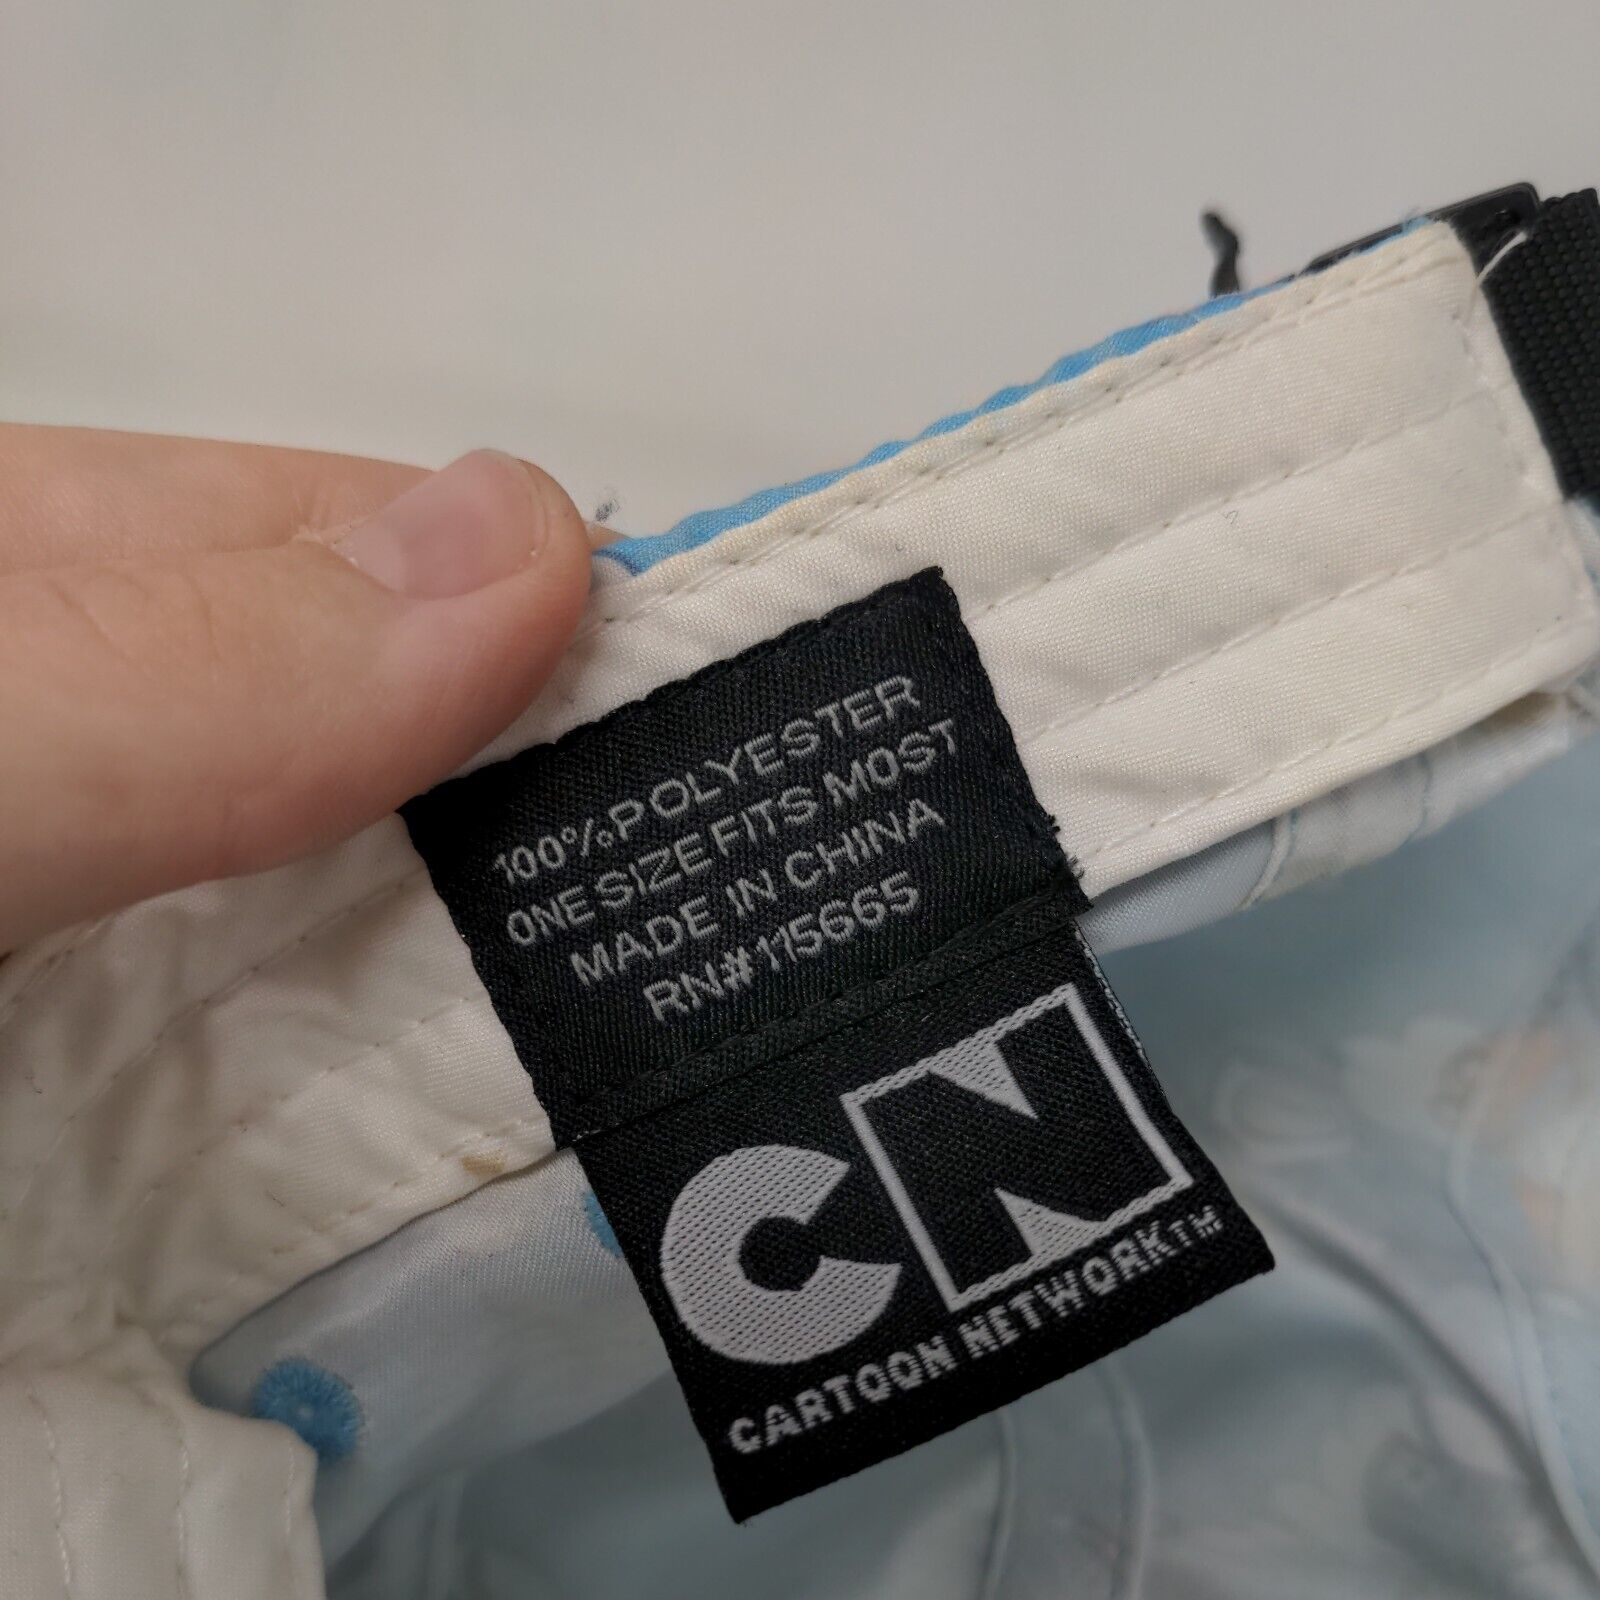 100% POLYESTER
ONE SIZE FITS MOST
MADE IN CHINA
RN#115665
CN
CARTOON NETWORK™